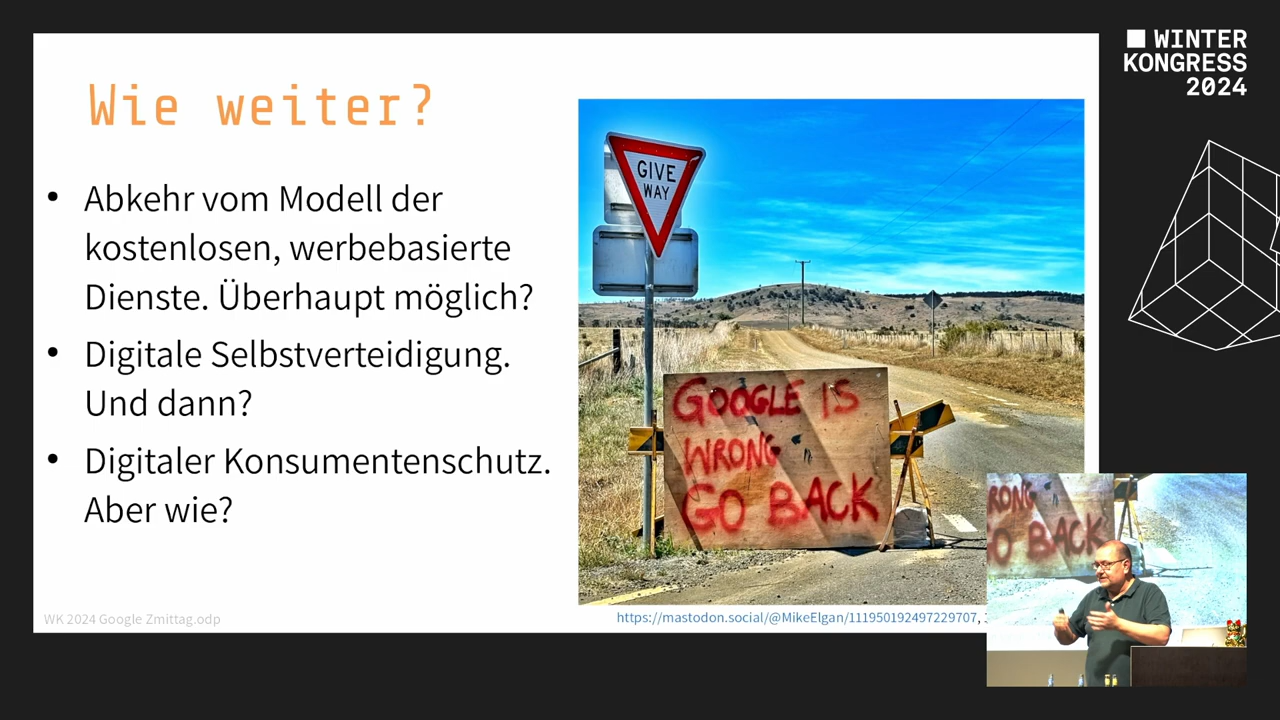 WINTER
KONGRESS
2024
Wie weiter?
• Abkehr vom Modell der
kostenlosen, werbebasierte
Dienste. Überhaupt möglich?
• Digitale Selbstverteidigung.
Und dann?
• Digitaler Konsumentenschutz.
Aber wie?
GIVE
WAY
GOOGLE IS
WRONG
GO BACK
WK 2024 Google Zmittag.odp
https://mastodon.social/@MikeElgan/111950192497229707,
RONG
O BACK